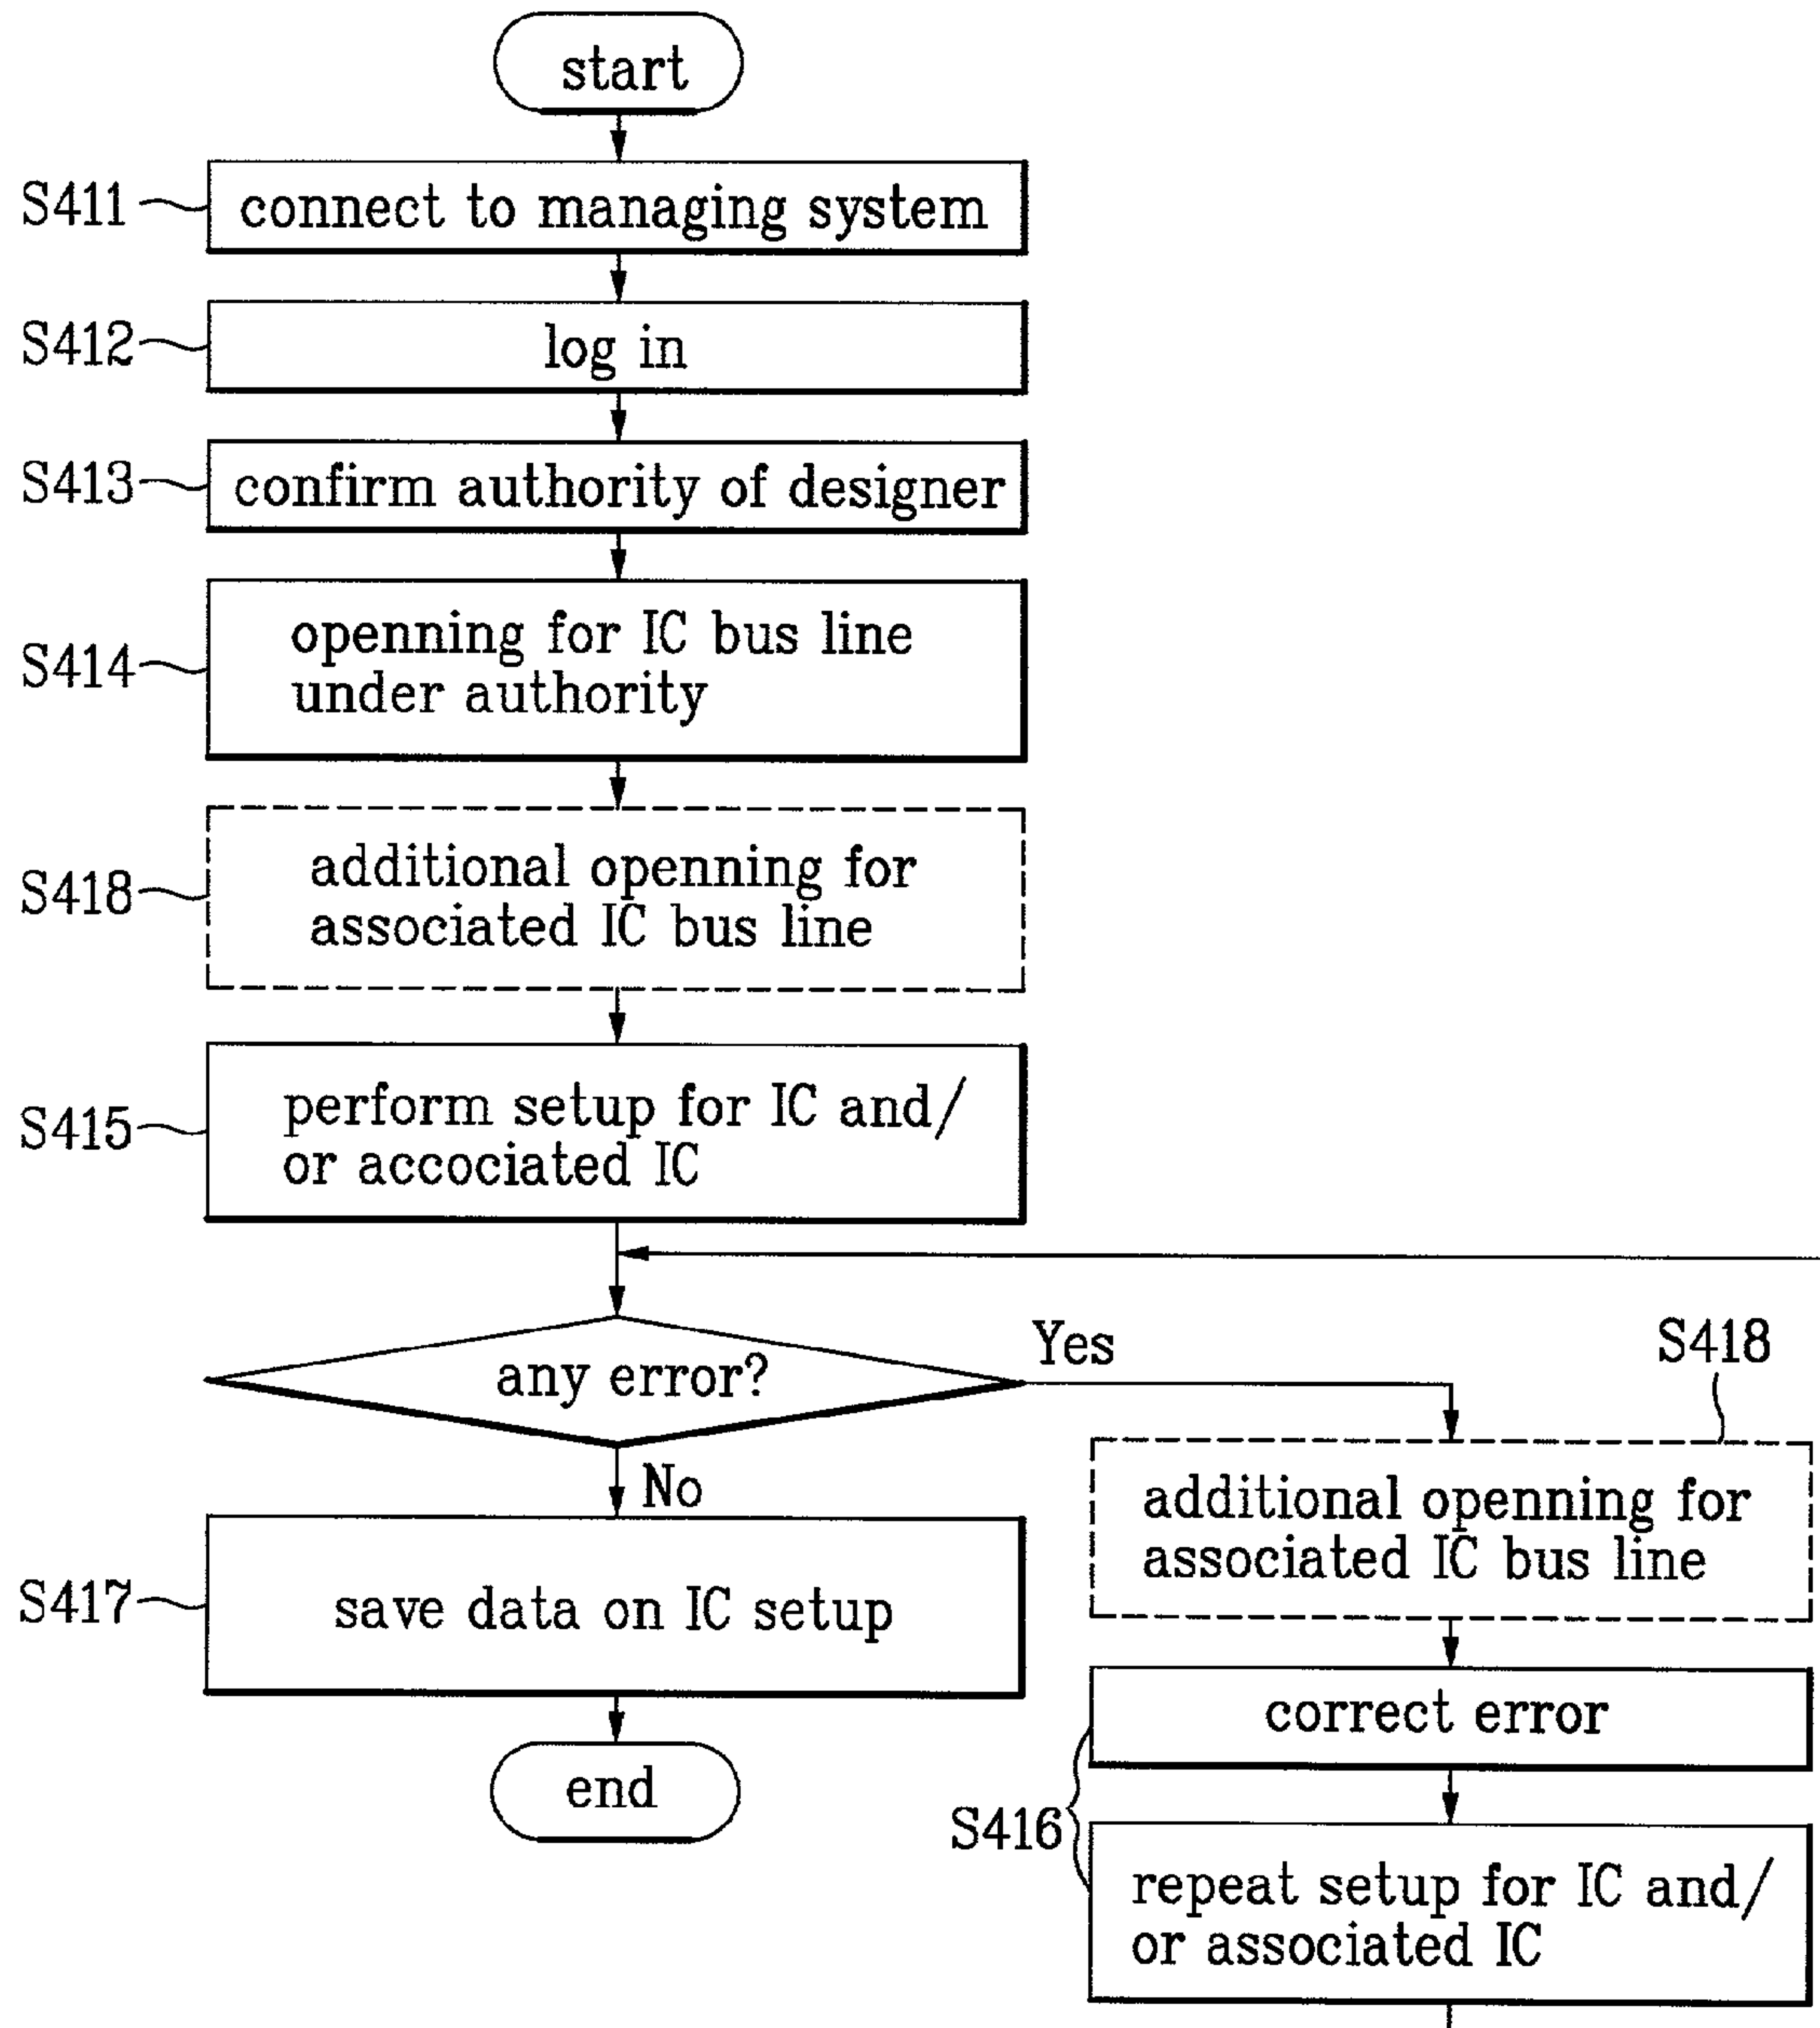 start
S411
connect to managing system
S412
log in
S413
confirm authority of designer
S414
openning for IC bus line
under authority
S418
additional openning for
associated IC bus line
S415
perform setup for IC and/
or accociated IC
any error?
Yes
No
S418
additional openning for
associated IC bus line
S417
save data on IC setup
correct error
end
S416
repeat setup for IC and/
or associated IC